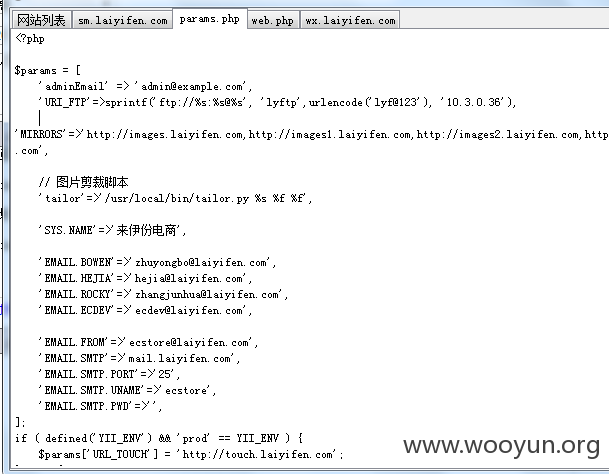 网站列表 sm.laiyifen.com params.php web.php wx.laiyifen.com
<?php
$params = [
'adminEmail' => 'admin@example.com',
'URI_FTP'=>sprintf('ftp://%s:%s@%s', 'lyftp',urlencode('lyf@123'), '10.3.0.36'),
'MIRRORS'=>'http://images.laiyifen.com,http://images1.laiyifen.com,http://images2.laiyifen.com,http
.com',
// 图片剪裁脚本
'tailor'=>'/usr/local/bin/tailor.py %s %f %f',
'SYS.NAME'=>'来伊份电商',
'EMAIL.BOWEN'=>'zhuyongbo@laiyifen.com',
'EMAIL.HEJIA'=>'hejia@laiyifen.com',
'EMAIL.ROCKY'=>'zhangjunhua@laiyifen.com',
'EMAIL.ECDEV'=>'ecdev@laiyifen.com',
'EMAIL.FROM'=>'ecstore@laiyifen.com',
'EMAIL.SMTP'=>'mail.laiyifen.com',
'EMAIL.SMTP.PORT'=>'25',
'EMAIL.SMTP.UNAME'=>'ecstore',
'EMAIL.SMTP.PWD'=>'',
];
if ( defined('YII_ENV') && 'prod' == YII_ENV ) {
$params['URL_TOUCH'] = 'http://touch.laiyifen.com';
www.wooyun.org